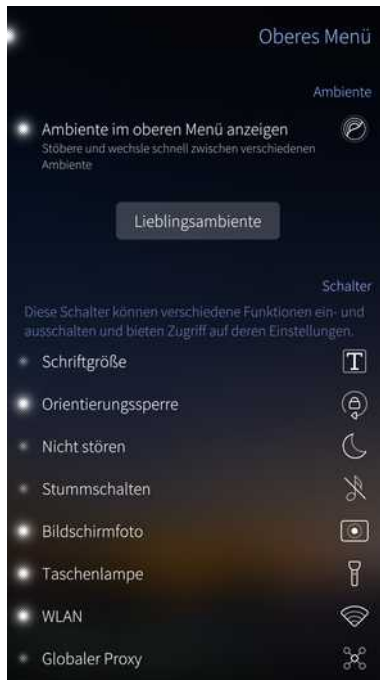 Oberes Menü
Ambiente
Ambiente im oberen Menü anzeigen
Stöbere und wechsle schnell zwischen verschiedenen
Ambiente
Lieblingsambiente
Schalter
Diese Schalter können verschiedene Funktionen ein- und
ausschalten und bieten Zugriff auf deren Einstellungen.
Schriftgröße
Orientierungssperre
Nicht stören
Stummschalten
Bildschirmfoto
Taschenlampe
WLAN
Globaler Proxy